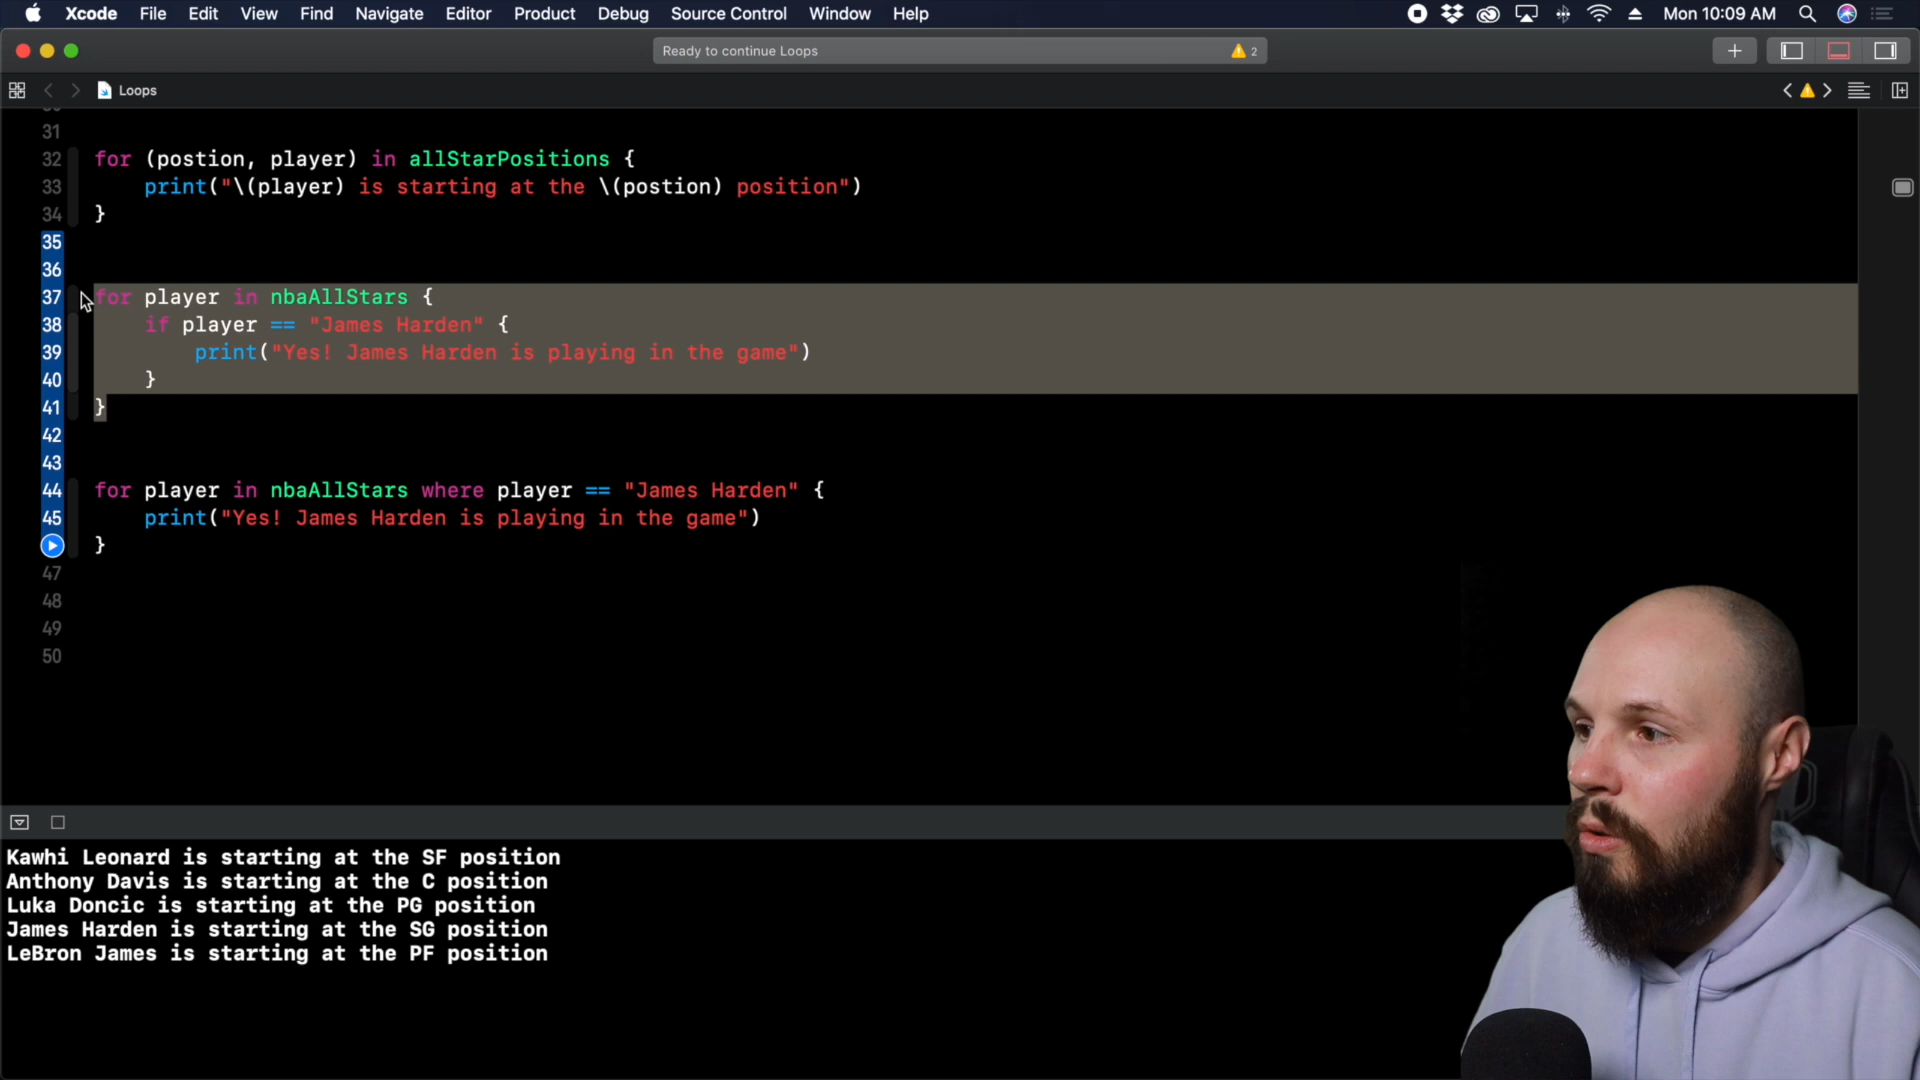 Xcode File Edit View Find Navigate Editor Product Debug Source Control Window Help Mon 10:09 AM
Ready to continue Loops 2
Loops
31
32 for (postion, player) in allStarPositions {
33 print("\(player) is starting at the \(postion) position")
34 }
35
36
37 for player in nbaAllStars {
38 if player == "James Harden" {
39 print("Yes! James Harden is playing in the game")
40 }
41 }
42
43
44 for player in nbaAllStars where player == "James Harden" {
45 print("Yes! James Harden is playing in the game")
}
47
48
49
50
Kawhi Leonard is starting at the SF position
Anthony Davis is starting at the C position
Luka Doncic is starting at the PG position
James Harden is starting at the SG position
LeBron James is starting at the PF position